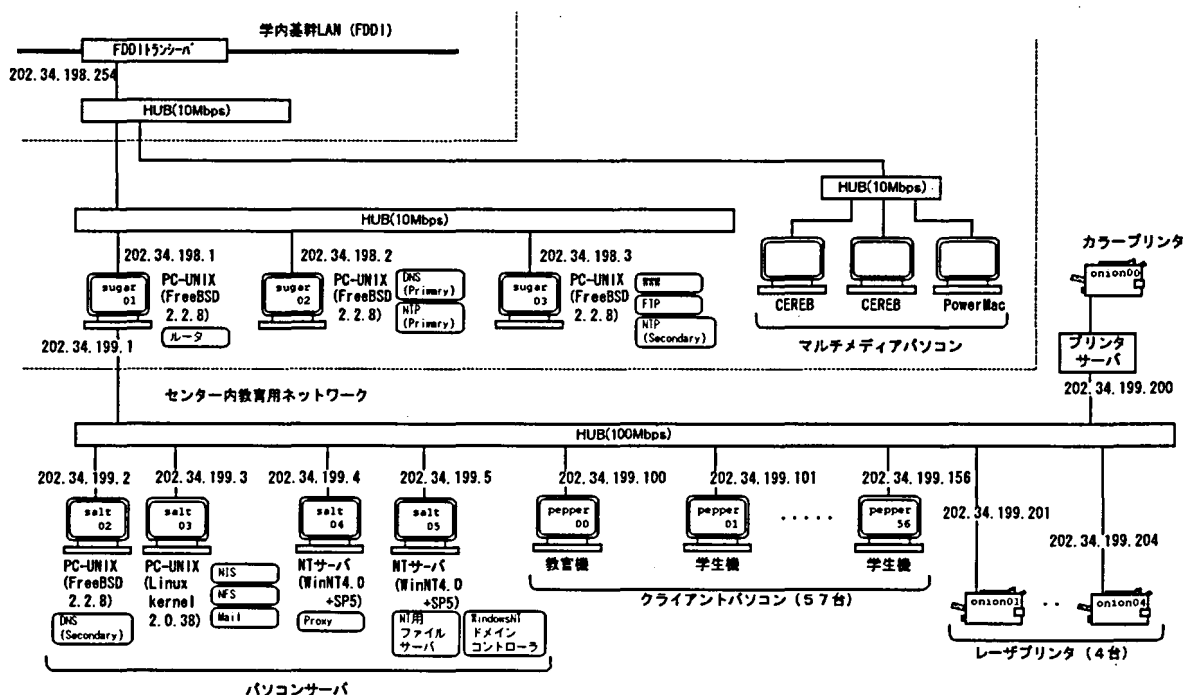 学内基幹LAN (FDDI)
FDDIトランシーバ
202.34.198.254
HUB(10Mbps)
HUB(10Mbps)
HUB(10Mbps)
202.34.198.1
202.34.198.2
202.34.198.3
sugar
01
PC-UNIX
(FreeBSD
2.2.8)
ルータ
sugar
02
PC-UNIX
(FreeBSD
2.2.8)
DNS
(Primary)
NTP
(Primary)
sugar
03
PC-UNIX
(FreeBSD
2.2.8)
WWW
FTP
NTP
(Secondary)
CEREB
CEREB
PowerMac
マルチメディアパソコン
カラープリンタ
onion00
プリンタ
サーバ
202.34.199.200
202.34.199.1
センター内教育用ネットワーク
HUB(100Mbps)
202.34.199.2
202.34.199.3
202.34.199.4
202.34.199.5
202.34.199.100
202.34.199.101
202.34.199.156
202.34.199.201
202.34.199.204
salt
02
PC-UNIX
(FreeBSD
2.2.8)
DNS
(Secondary)
salt
03
PC-UNIX
(Linux
kernel
2.0.38)
NIS
NFS
Mail
salt
04
NTサーバ
(WinNT4.0
+SP5)
Proxy
salt
05
NTサーバ
(WinNT4.0
+SP5)
NT用
ファイル
サーバ
WindowsNT
ドメイン
コントローラ
pepper
00
教官機
pepper
01
学生機
.....
pepper
56
学生機
クライアントパソコン（57台）
onion01
..
onion04
レーザプリンタ（4台）
パソコンサーバ